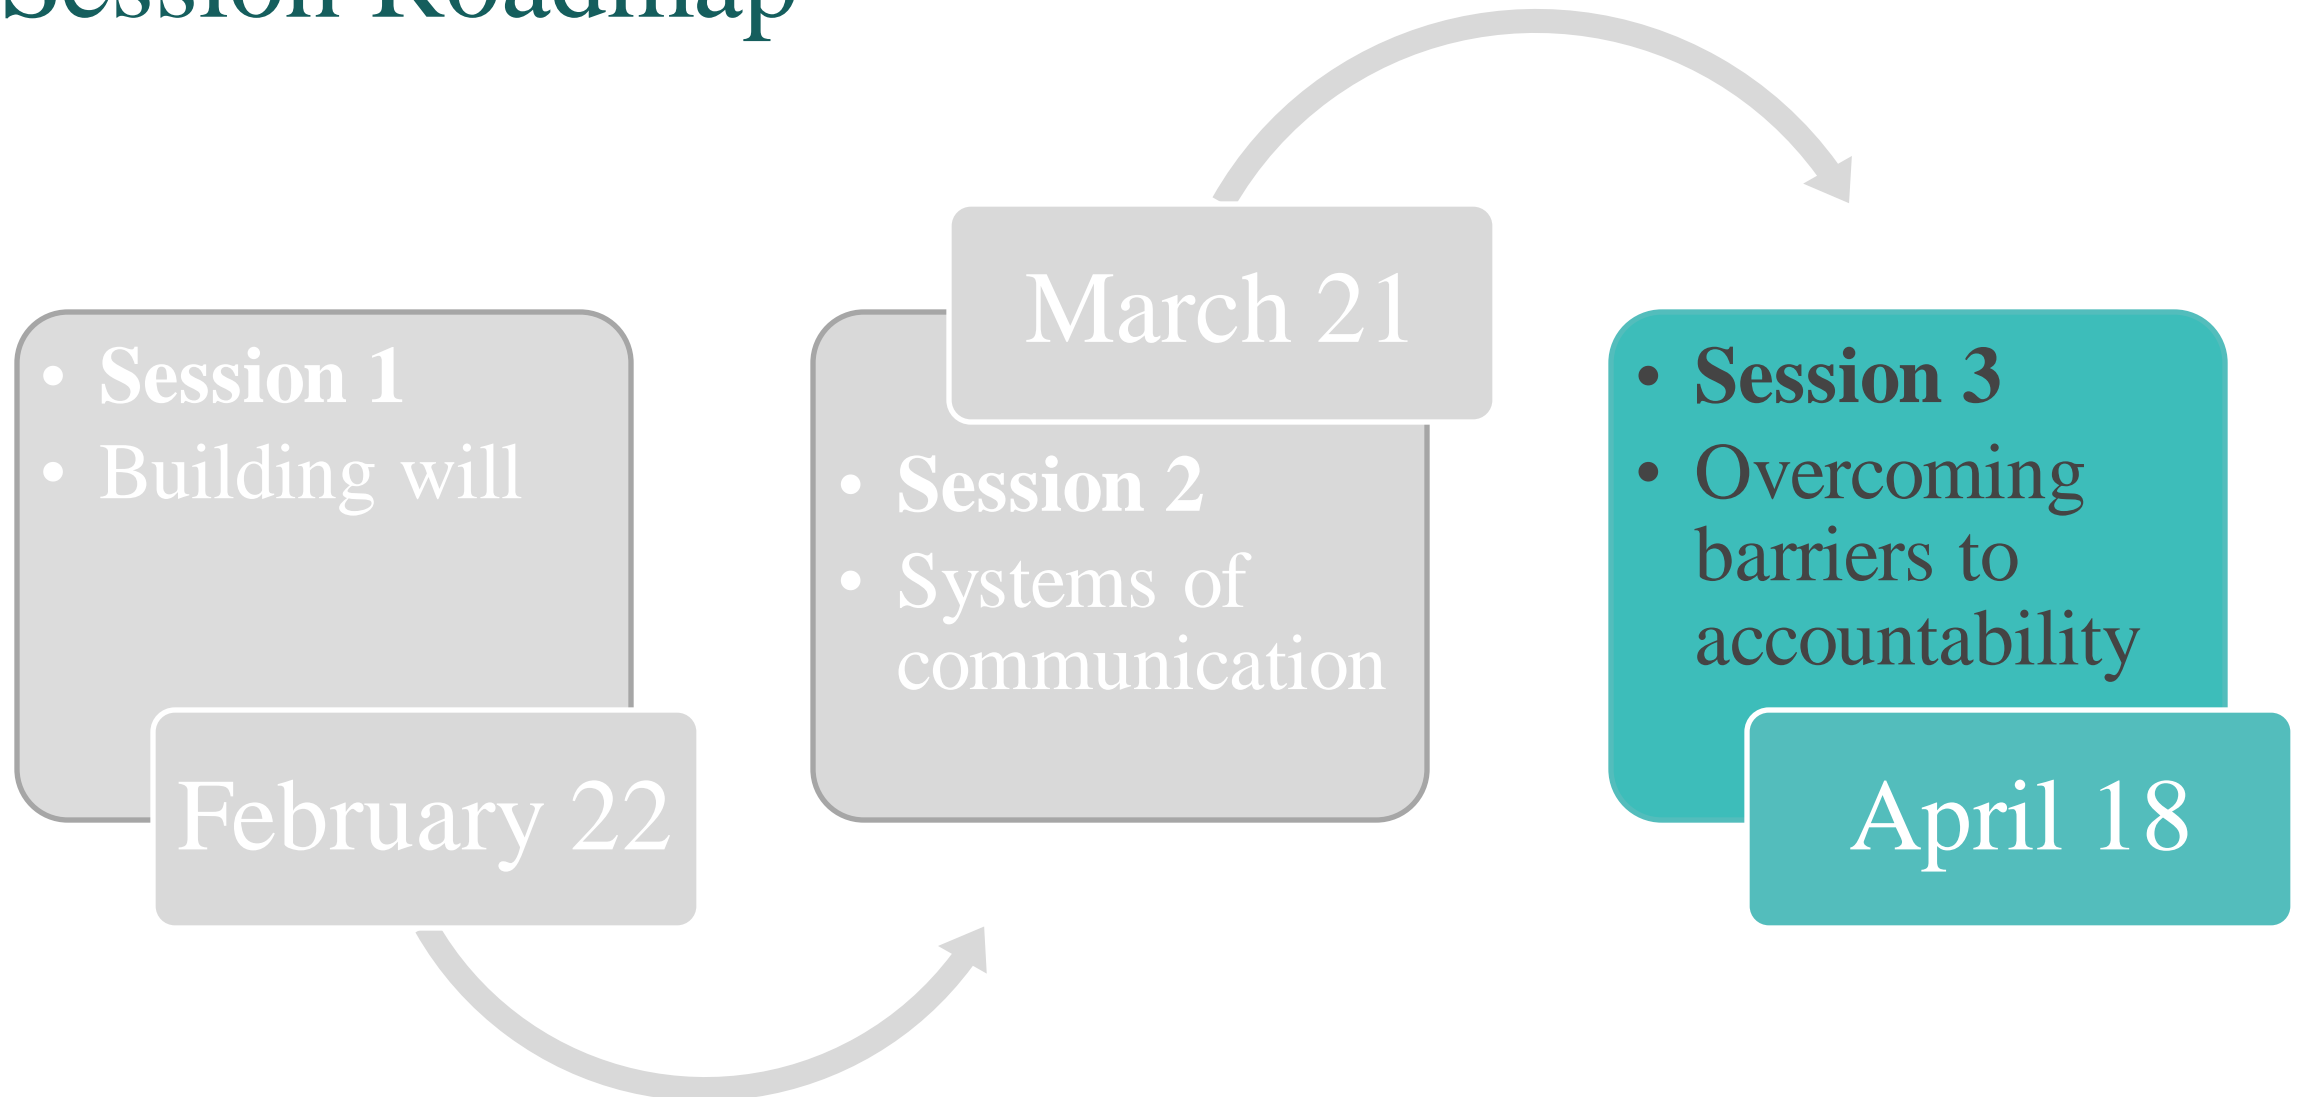 Session Roadmap
• Session 1
• Building will
February 22
March 21
• Session 2
• Systems of
communication
• Session 3
• Overcoming
barriers to
accountability
April 18